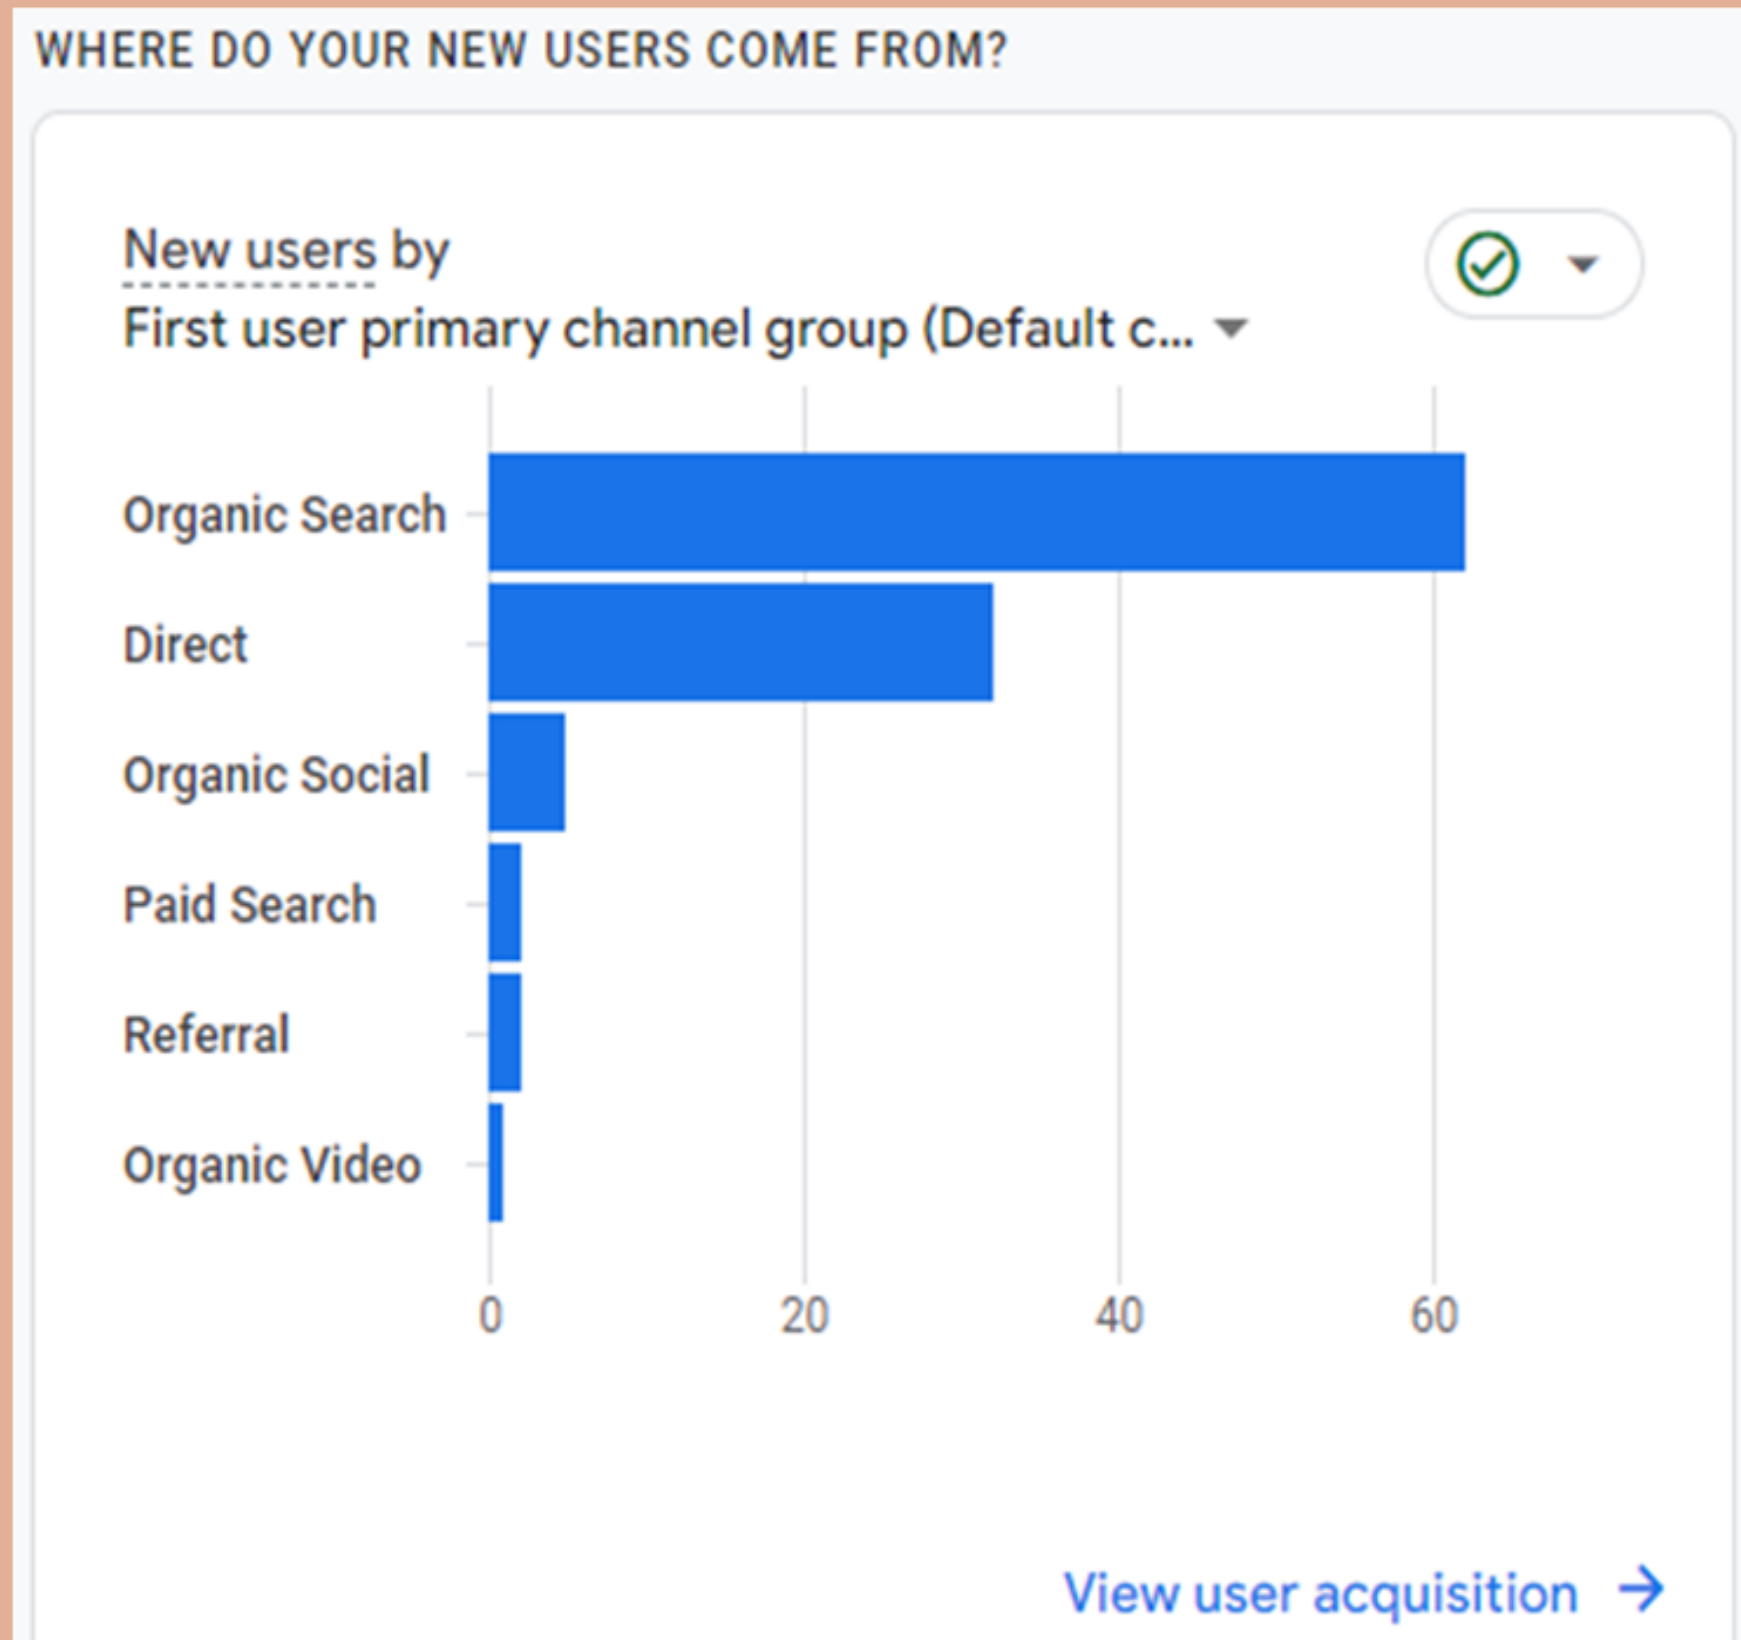 WHERE DO YOUR NEW USERS COME FROM?
New users by
First user primary channel group (Default c...
Organic Search
Direct
Organic Social
Paid Search
Referral
Organic Video
0 20 40 60
View user acquisition